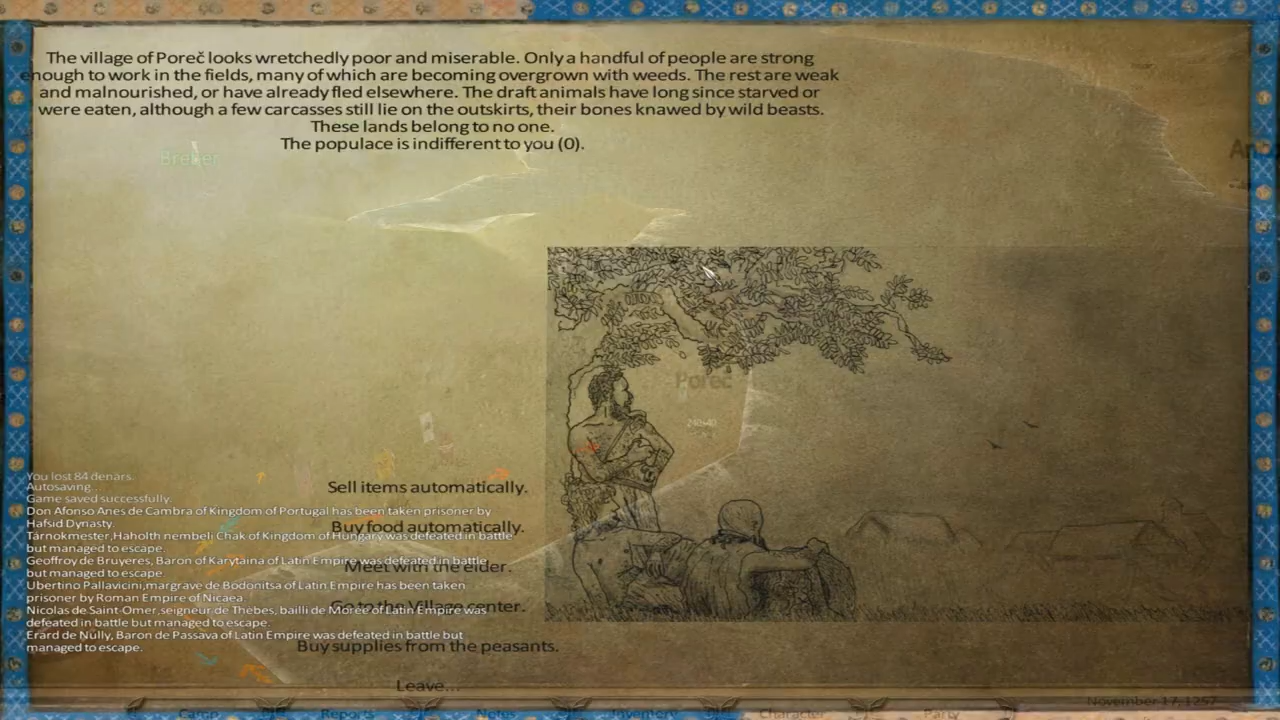 The village of Poreč looks wretchedly poor and miserable. Only a handful of people are strong
enough to work in the fields, many of which are becoming overgrown with weeds. The rest are weak
and malnourished, or have already fled elsewhere. The draft animals have long since starved or
were eaten, although a few carcasses still lie on the outskirts, their bones knawed by wild beasts.
These lands belong to no one.
The populace is indifferent to you (0).
Poreč
You lost 84 denars.
Autosaving...
Game saved successfully.
Don Afonso Anes de Cambra of Kingdom of Portugal has been taken prisoner by
Hafsid Dynasty.
Tárnokmester,Haholth nembeli Chak of Kingdom of Hungary was defeated in battle
but managed to escape.
Geoffroy de Bruyeres, Baron of Karytaina of Latin Empire was defeated in battle
but managed to escape.
Ubertino Pallavicini,margrave de Bodonitsa of Latin Empire has been taken
prisoner by Roman Empire of Nicaea.
Nicolas de Saint-Omer,seigneur de Thèbes, bailli de Morée of Latin Empire was
defeated in battle but managed to escape.
Erard de Nully, Baron de Passava of Latin Empire was defeated in battle but
managed to escape.
Sell items automatically.
Buy food automatically.
Meet with the elder.
Go to the Village center.
Buy supplies from the peasants.
Leave...
November 17, 1257
Camp Reports Notes Inventory Character Party